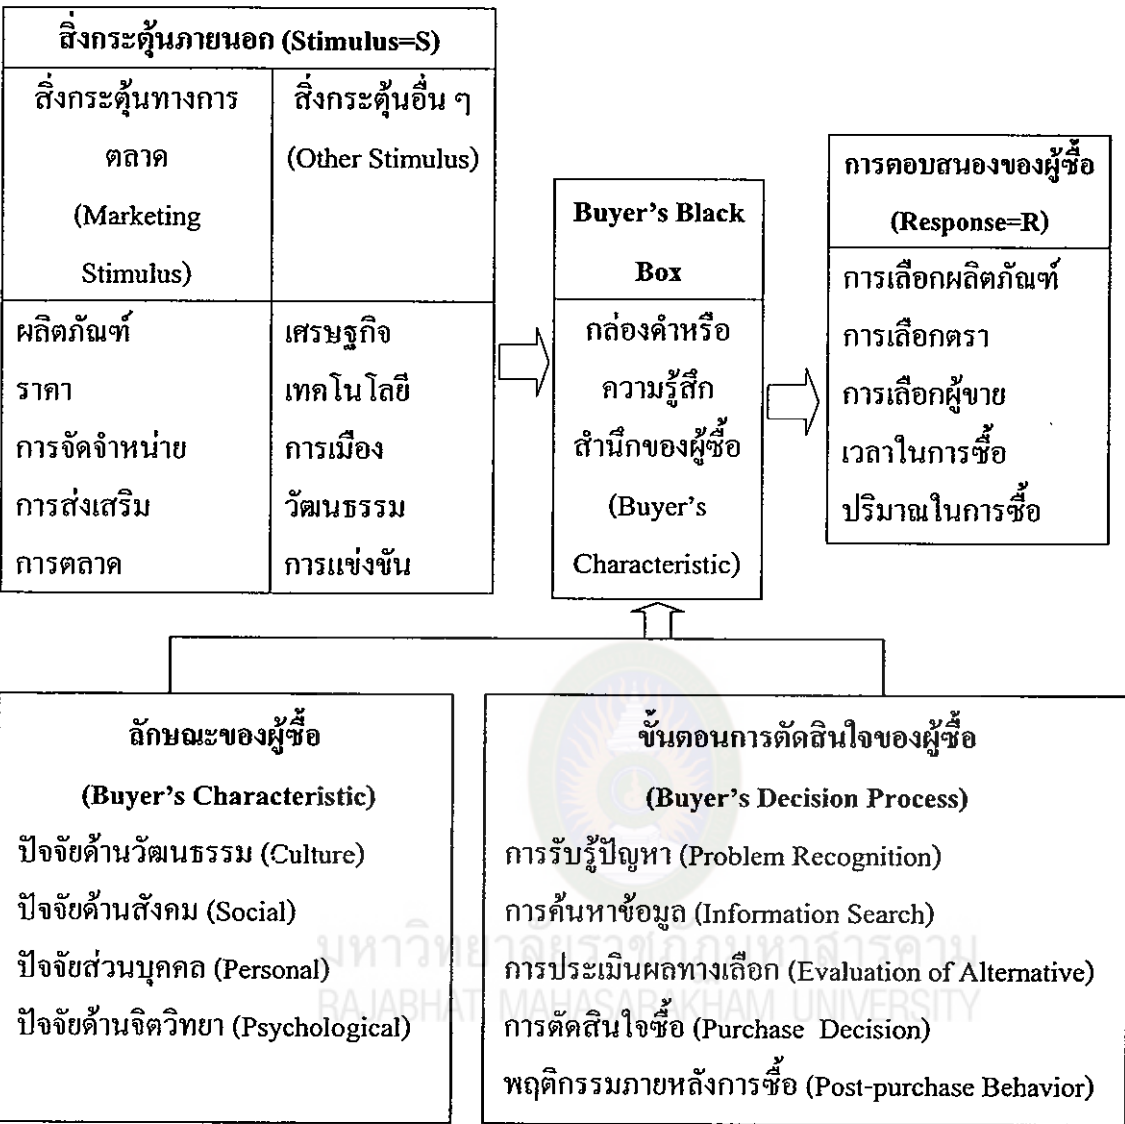 สิ่งกระตุ้นภายนอก (Stimulus=S)
สิ่งกระตุ้นทางการ
ตลาด
(Marketing
Stimulus)
สิ่งกระตุ้นอื่น ๆ
(Other Stimulus)
ผลิตภัณฑ์
ราคา
การจัดจำหน่าย
การส่งเสริม
การตลาด
เศรษฐกิจ
เทคโนโลยี
การเมือง
วัฒนธรรม
การแข่งขัน
Buyer's Black
Box
กล่องดำหรือ
ความรู้สึก
สำนึกของผู้ซื้อ
(Buyer's
Characteristic)
การตอบสนองของผู้ซื้อ
(Response=R)
การเลือกผลิตภัณฑ์
การเลือกตรา
การเลือกผู้ขาย
เวลาในการซื้อ
ปริมาณในการซื้อ
ลักษณะของผู้ซื้อ
(Buyer's Characteristic)
ปัจจัยด้านวัฒนธรรม (Culture)
ปัจจัยด้านสังคม (Social)
ปัจจัยส่วนบุคคล (Personal)
ปัจจัยด้านจิตวิทยา (Psychological)
ขั้นตอนการตัดสินใจของผู้ซื้อ
(Buyer's Decision Process)
การรับรู้ปัญหา (Problem Recognition)
การค้นหาข้อมูล (Information Search)
การประเมินผลทางเลือก (Evaluation of Alternative)
การตัดสินใจซื้อ (Purchase Decision)
พฤติกรรมภายหลังการซื้อ (Post-purchase Behavior)
มหาวิทยาลัยราชภัฏมหาสารคาม
RAJABHAT MAHASARAKHAM UNIVERSITY